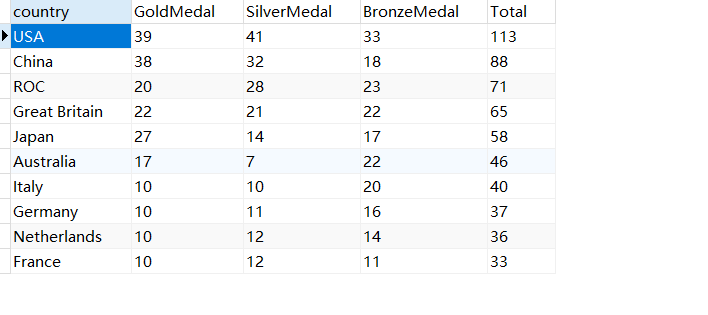 country GoldMedal SilverMedal BronzeMedal Total
USA 39 41 33 113
China 38 32 18 88
ROC 20 28 23 71
Great Britain 22 21 22 65
Japan 27 14 17 58
Australia 17 7 22 46
Italy 10 10 20 40
Germany 10 11 16 37
Netherlands 10 12 14 36
France 10 12 11 33